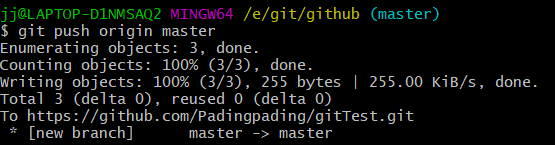 jj@LAPTOP-D1NMSAQ2 MINGW64 /e/git/github (master)
$ git push origin master
Enumerating objects: 3, done.
Counting objects: 100% (3/3), done.
Writing objects: 100% (3/3), 255 bytes | 255.00 KiB/s, done.
Total 3 (delta 0), reused 0 (delta 0)
To https://github.com/Padingpading/gitTest.git
 * [new branch]      master -> master